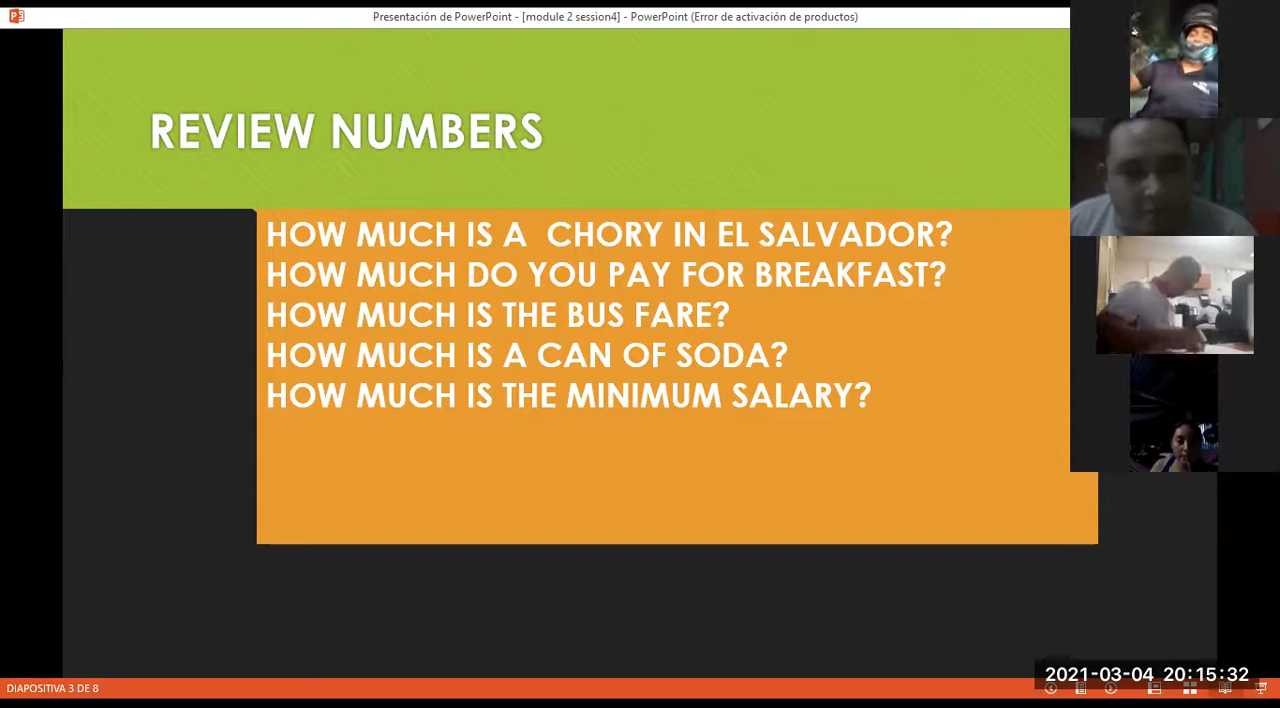 Presentación de PowerPoint - [module 2 session4] - PowerPoint (Error de activación de productos)
REVIEW NUMBERS
HOW MUCH IS A CHORY IN EL SALVADOR?
HOW MUCH DO YOU PAY FOR BREAKFAST?
HOW MUCH IS THE BUS FARE?
HOW MUCH IS A CAN OF SODA?
HOW MUCH IS THE MINIMUM SALARY?
2021-03-04 20:15:32
DIAPOSITIVA 3 DE 8